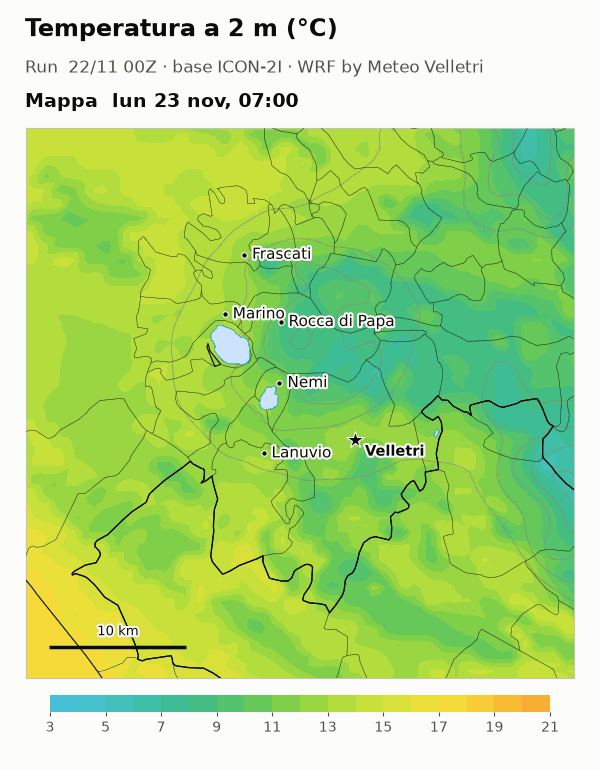 Temperatura a 2 m (°C)
Run  22/11 00Z · base ICON-2I · WRF by Meteo Velletri
Mappa  lun 23 nov, 07:00
Frascati
Marino
Rocca di Papa
Nemi
Velletri
Lanuvio
10 km
3 5 7 9 11 13 15 17 19 21